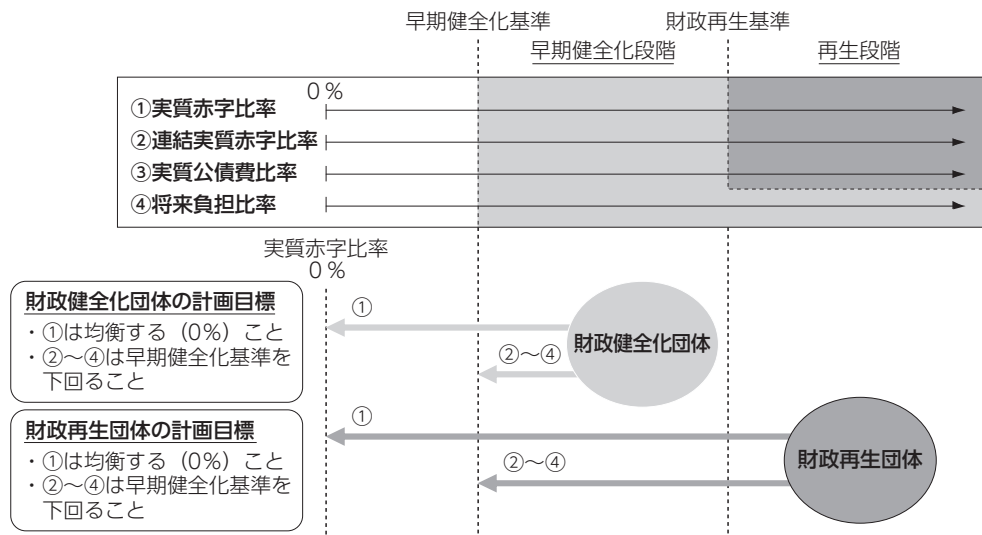 早期健全化基準
財政再生基準
早期健全化段階
再生段階
0%
①実質赤字比率
②連結実質赤字比率
③実質公債費比率
④将来負担比率
実質赤字比率
0%
財政健全化団体の計画目標
・①は均衡する（0%）こと
・②〜④は早期健全化基準を
下回ること
①
②〜④
財政健全化団体
財政再生団体の計画目標
・①は均衡する（0%）こと
・②〜④は早期健全化基準を
下回ること
①
②〜④
財政再生団体